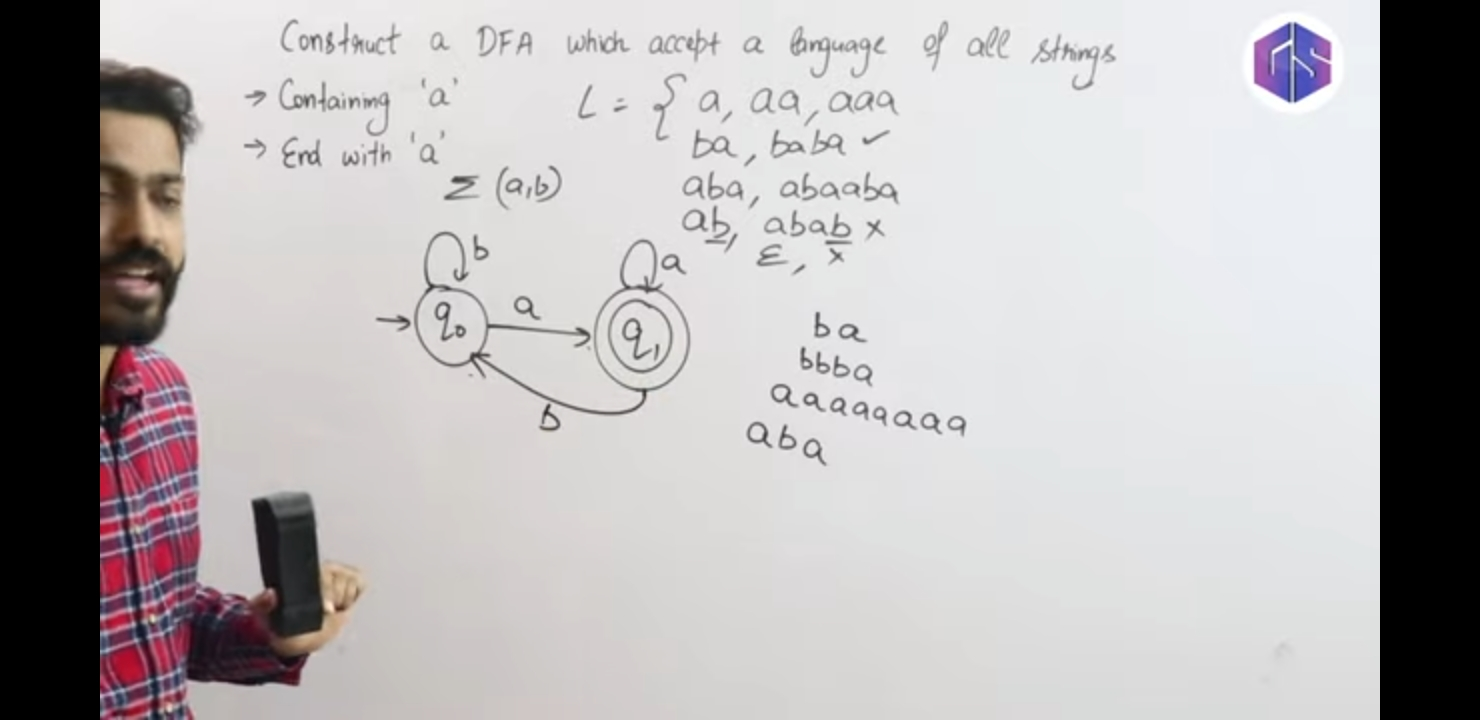 Construct a DFA which accept a language of all strings
→ Containing 'a'
L = { a, aa, aaa
ba, baba ✓
→ End with 'a'
Σ (a,b)
aba, abaaba
ab, abab ×
ε, ×
b
a
q₀
a
q₁
b
ba
bbba
aaaaaaaa
aba
GS